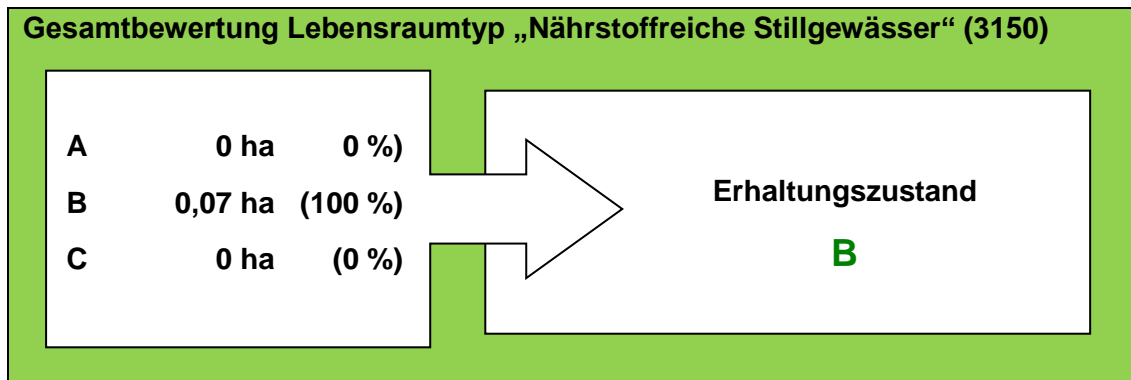 Gesamtbewertung Lebensraumtyp „Nährstoffreiche Stillgewässer“ (3150)
A 0 ha 0 %)
B 0,07 ha (100 %)
C 0 ha (0 %)
Erhaltungszustand
B